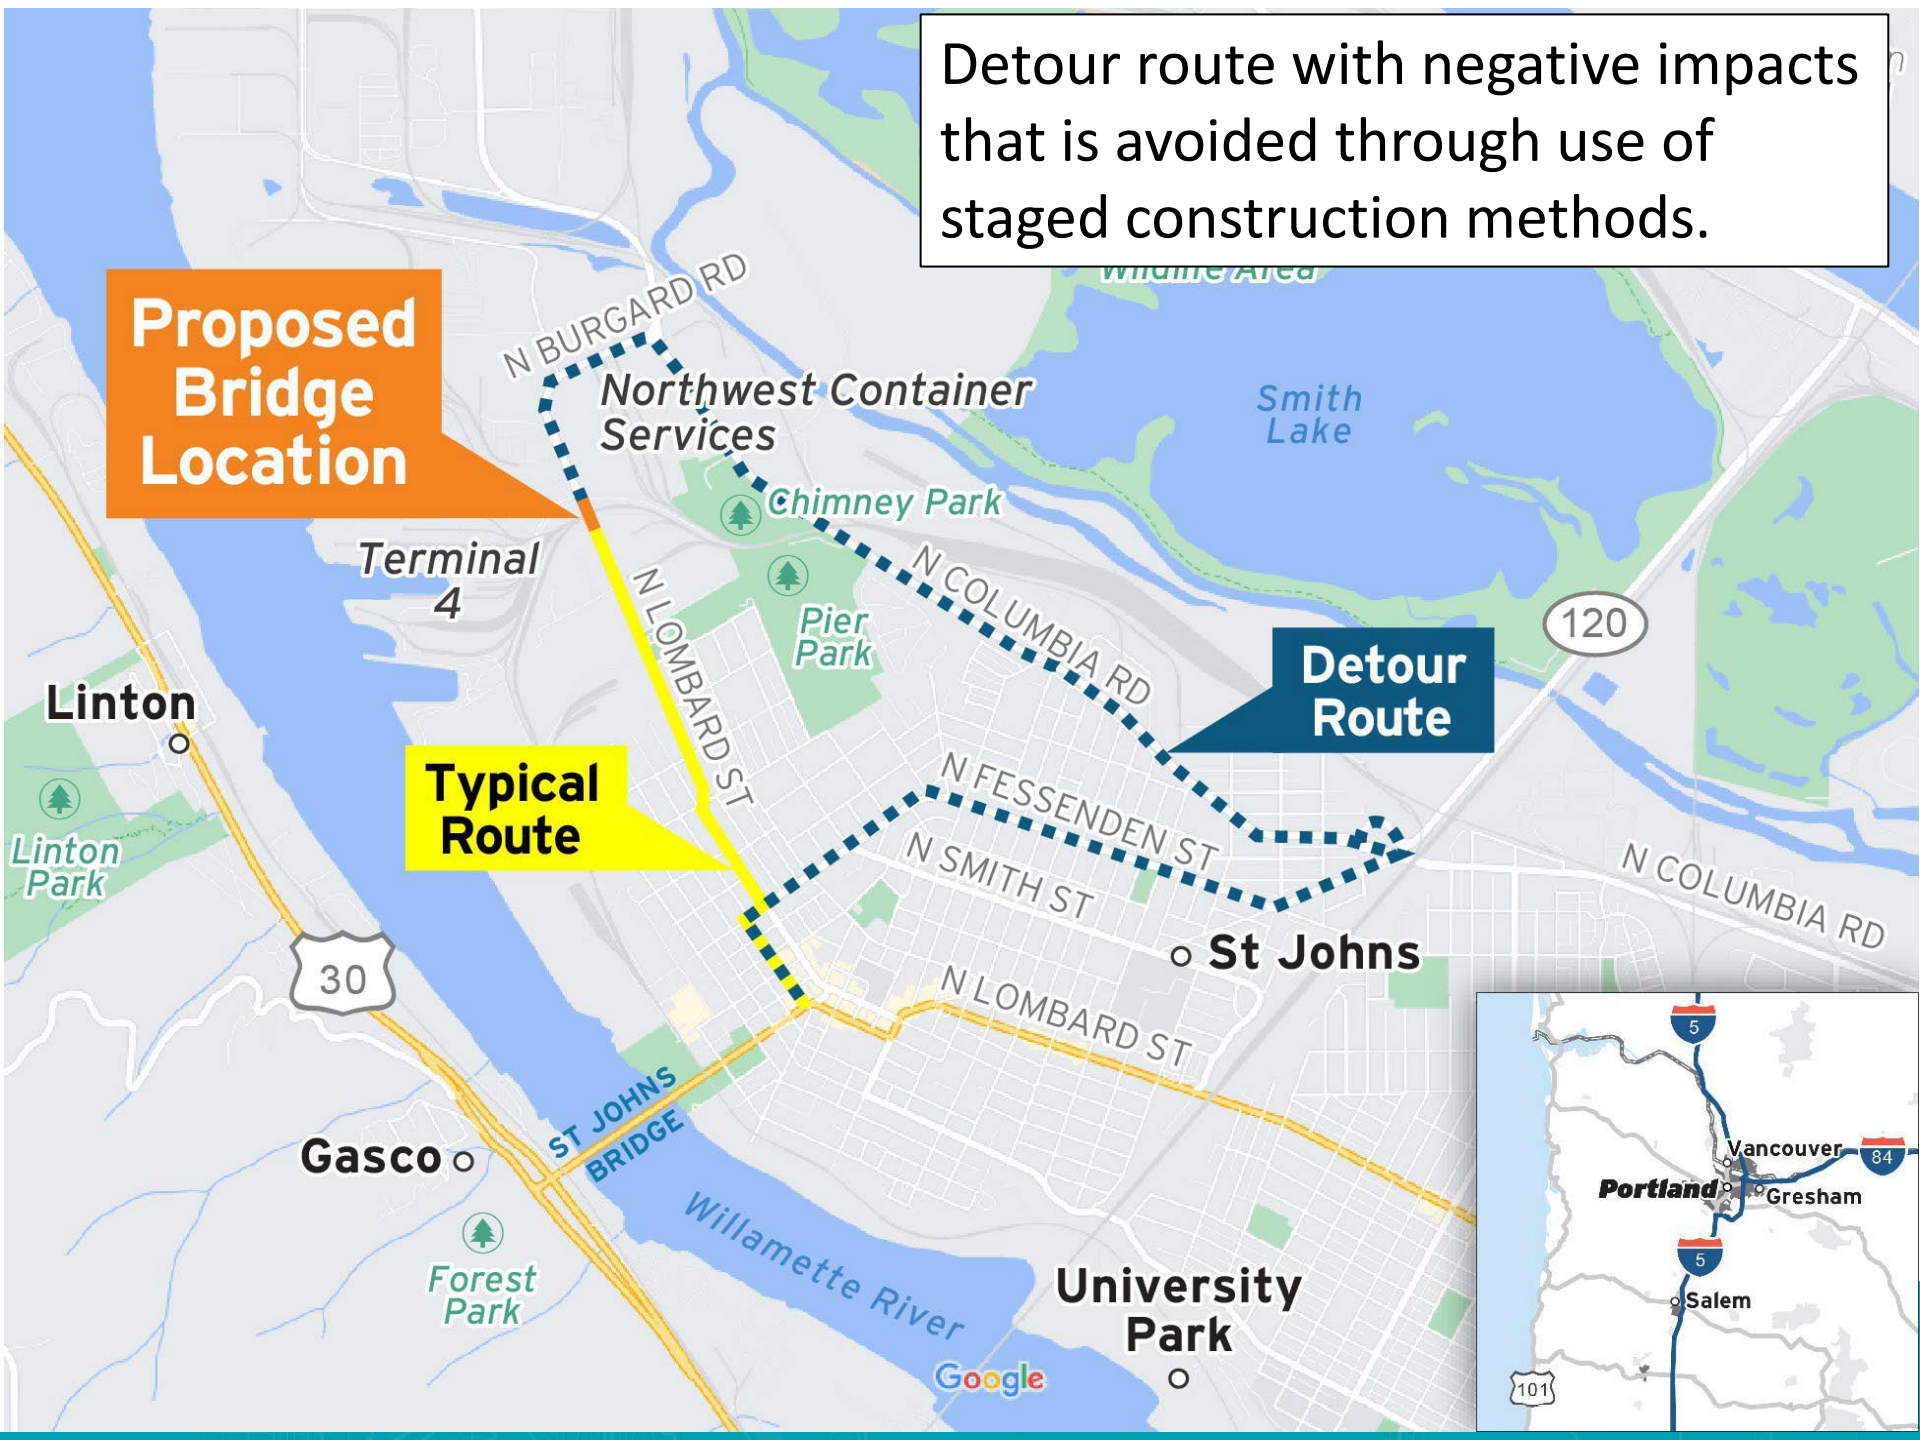 Detour route with negative impacts
that is avoided through use of
staged construction methods.
Wildlife Area
N BURGARD RD
Proposed
Bridge
Location
Northwest Container
Services
Smith
Lake
Chimney Park
Terminal
4
N LOMBARD ST
N COLUMBIA RD
Pier
Park
120
Detour
Route
Linton
Typical
Route
N FESSENDEN ST
N SMITH ST
Linton
Park
N COLUMBIA RD
St Johns
30
N LOMBARD ST
ST JOHNS
BRIDGE
Gasco
Willamette River
Forest
Park
University
Park
Google
5
Vancouver
84
Portland
Gresham
5
Salem
101